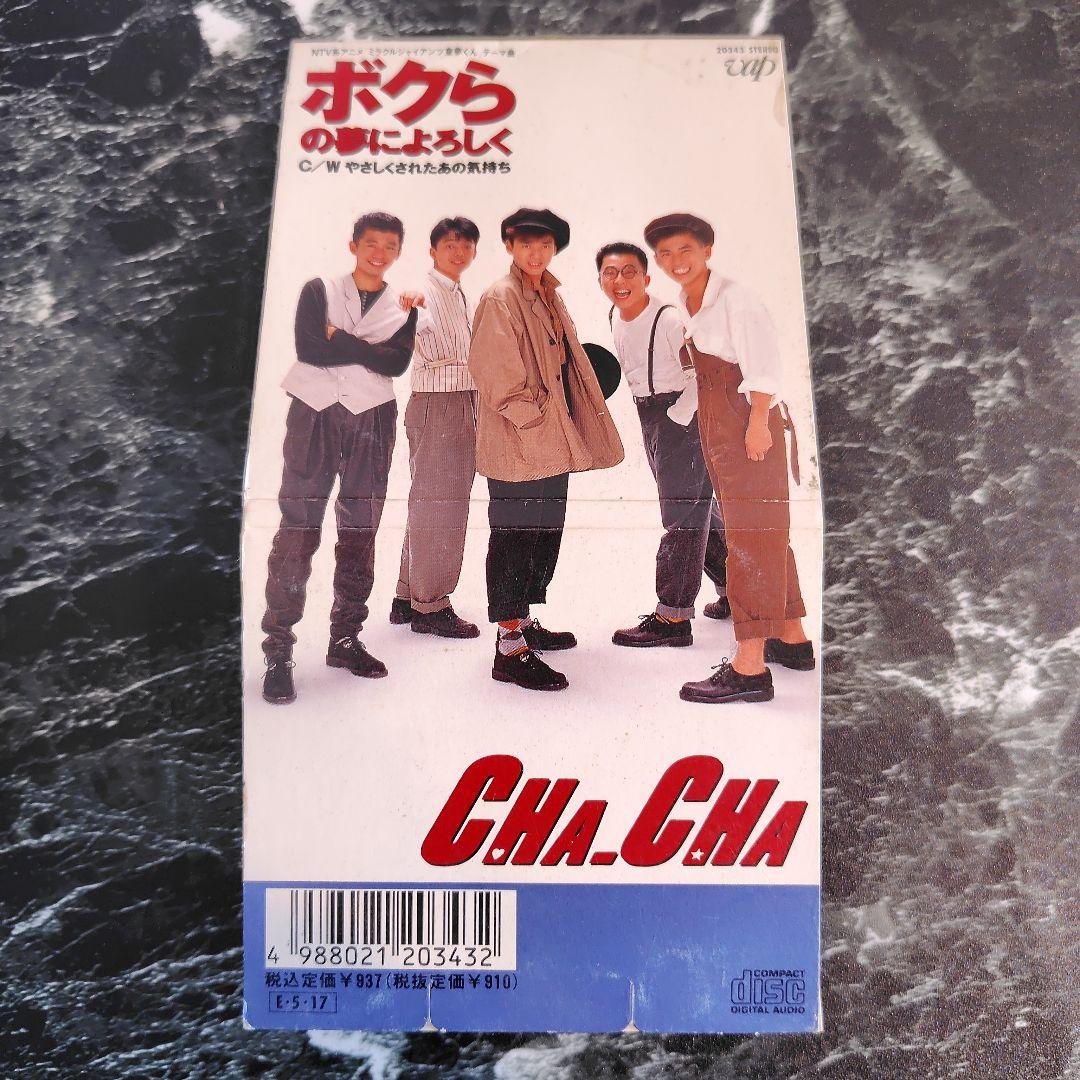 NTV系アニメ ミラクルジャイアンツ童夢くん テーマ曲
20343 STEREO
vap
ボクら
の夢によろしく
C/W やさしくされたあの気持ち
CHA-CHA
4 988021 203432
税込定価¥937(税抜定価¥910)
E・5・17
COMPACT
disc
DIGITAL AUDIO